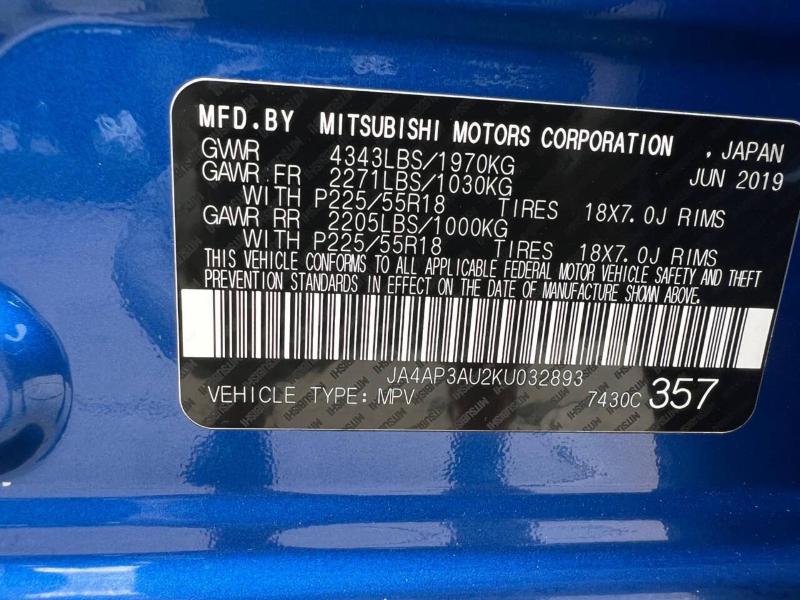 MFD.BY MITSUBISHI MOTORS CORPORATION , JAPAN
GVWR 4343LBS/1970KG JUN 2019
GAWR FR 2271LBS/1030KG
WITH P225/55R18 TIRES 18X7.0J RIMS
GAWR RR 2205LBS/1000KG
WITH P225/55R18 TIRES 18X7.0J RIMS
THIS VEHICLE CONFORMS TO ALL APPLICABLE FEDERAL MOTOR VEHICLE SAFETY AND THEFT
PREVENTION STANDARDS IN EFFECT ON THE DATE OF MANUFACTURE SHOWN ABOVE.
JA4AP3AU2KU032893
VEHICLE TYPE: MPV 7430C 357